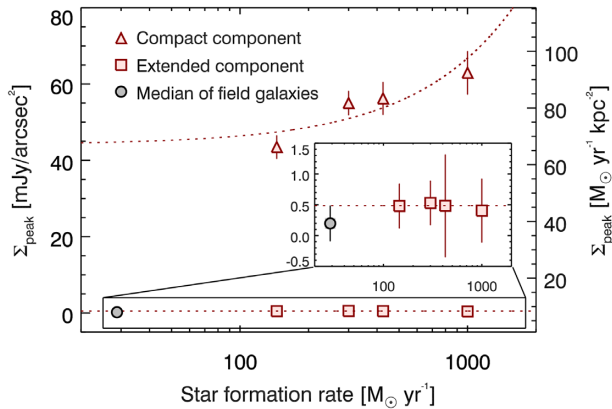 80
60
40
20
0
Σpeak [mJy/arcsec²]
Compact component
Extended component
Median of field galaxies
100
80
60
40
20
Σpeak [M⊙ yr⁻¹ kpc⁻²]
1.5
1.0
0.5
0.0
-0.5
100 1000
100 1000
Star formation rate [M⊙ yr⁻¹]